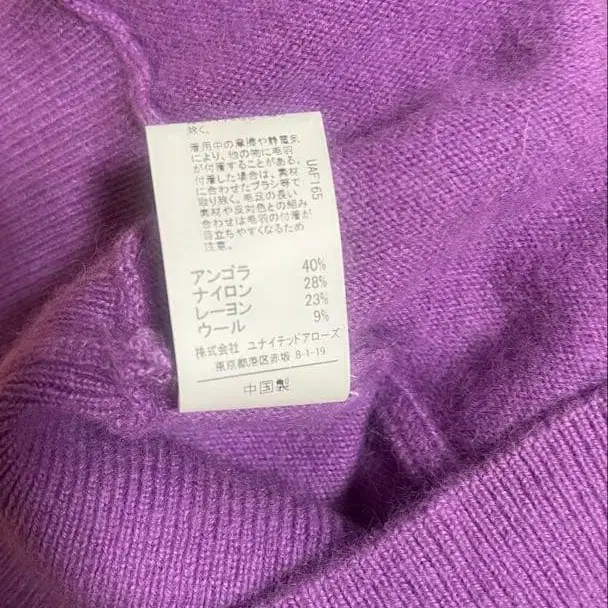 除く。
着用中の摩擦や静電気
により、他の物に毛羽
が付着することがある。
付着した場合は、素材
に合わせたブラシ等で
取り除く。毛足の長い
素材や反対色との組み
合わせは毛羽の付着が
目立ちやすくなるため
注意。
UAF165
アンゴラ 40%
ナイロン 28%
レーヨン 23%
ウール 9%
株式会社 ユナイテッドアローズ
東京都港区赤坂 8-1-19
中国製